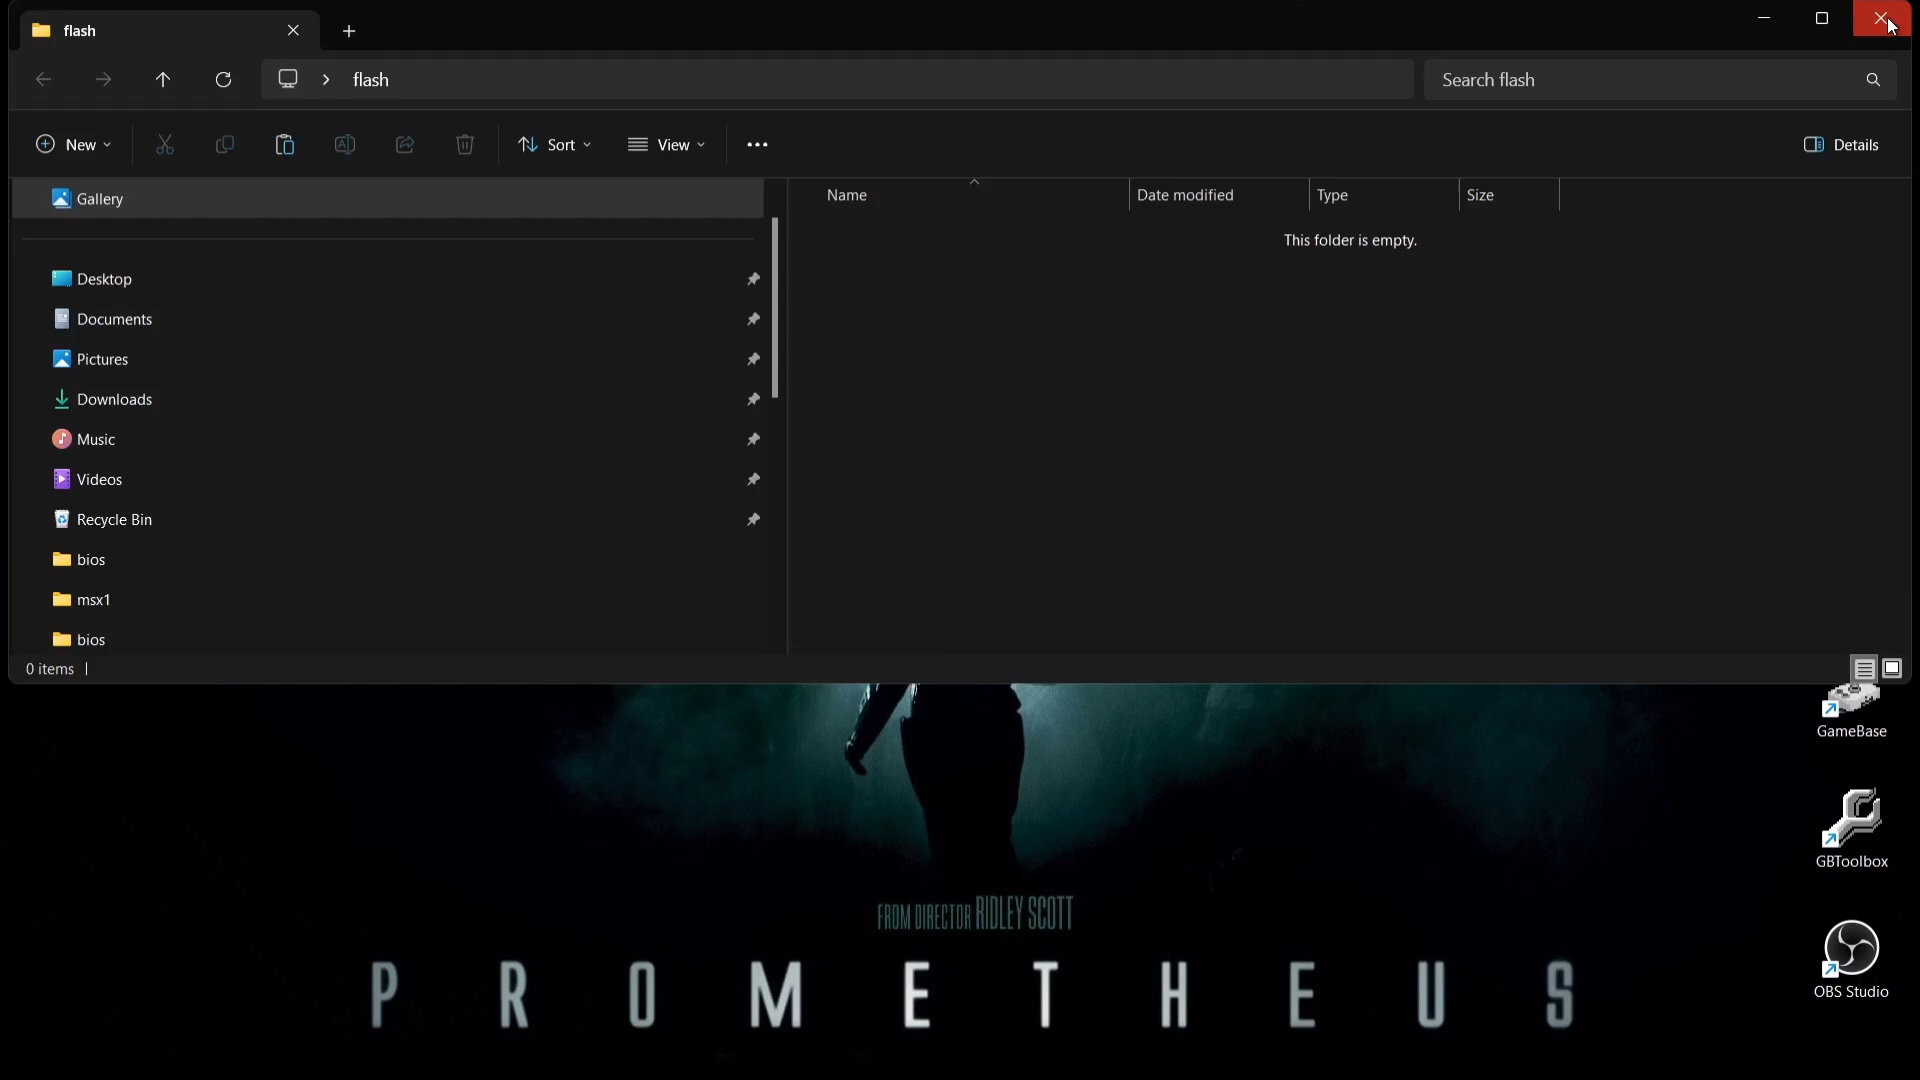 flash
flash
Search flash
New
Sort
View
Details
Gallery
Name
Date modified
Type
Size
This folder is empty.
Desktop
Documents
Pictures
Downloads
Music
Videos
Recycle Bin
bios
msx1
bios
0 items
GameBase
GBToolbox
OBS Studio
FROM DIRECTOR RIDLEY SCOTT
PROMETHEUS